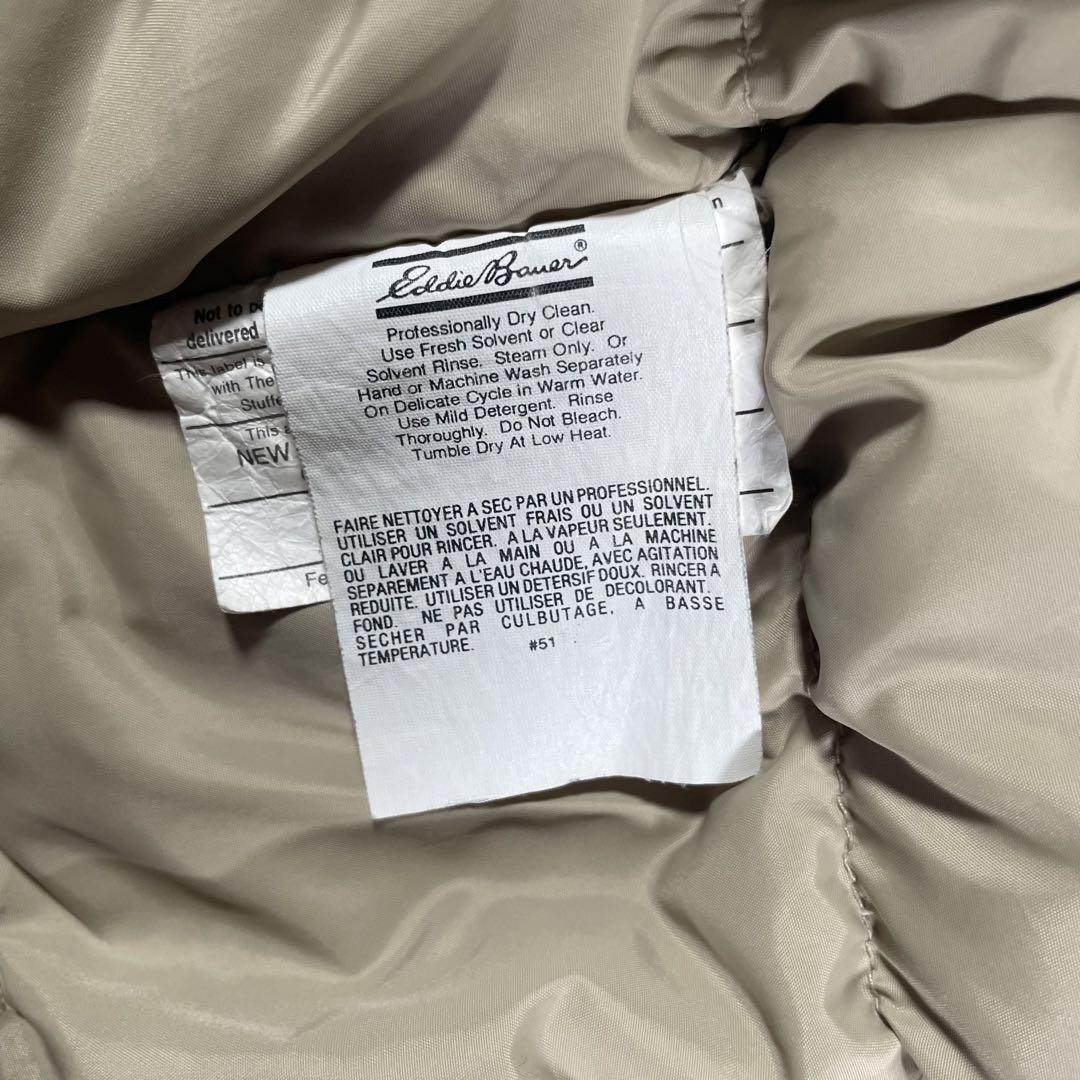 Eddie Bauer®
Professionally Dry Clean.
Use Fresh Solvent or Clear
Solvent Rinse. Steam Only. Or
Hand or Machine Wash Separately
On Delicate Cycle in Warm Water.
Use Mild Detergent. Rinse
Thoroughly. Do Not Bleach.
Tumble Dry At Low Heat.
FAIRE NETTOYER A SEC PAR UN PROFESSIONNEL.
UTILISER UN SOLVENT FRAIS OU UN SOLVENT
CLAIR POUR RINCER. A LA VAPEUR SEULEMENT.
OU LAVER A LA MAIN OU A LA MACHINE
SEPAREMENT A L'EAU CHAUDE, AVEC AGITATION
REDUITE. UTILISER UN DETERSIF DOUX. RINCER A
FOND. NE PAS UTILISER DE DECOLORANT.
SECHER PAR CULBUTAGE, A BASSE
TEMPERATURE. #51
Not to
delivered
This label is
with The
Stuffe
This
NEW
Fe
n